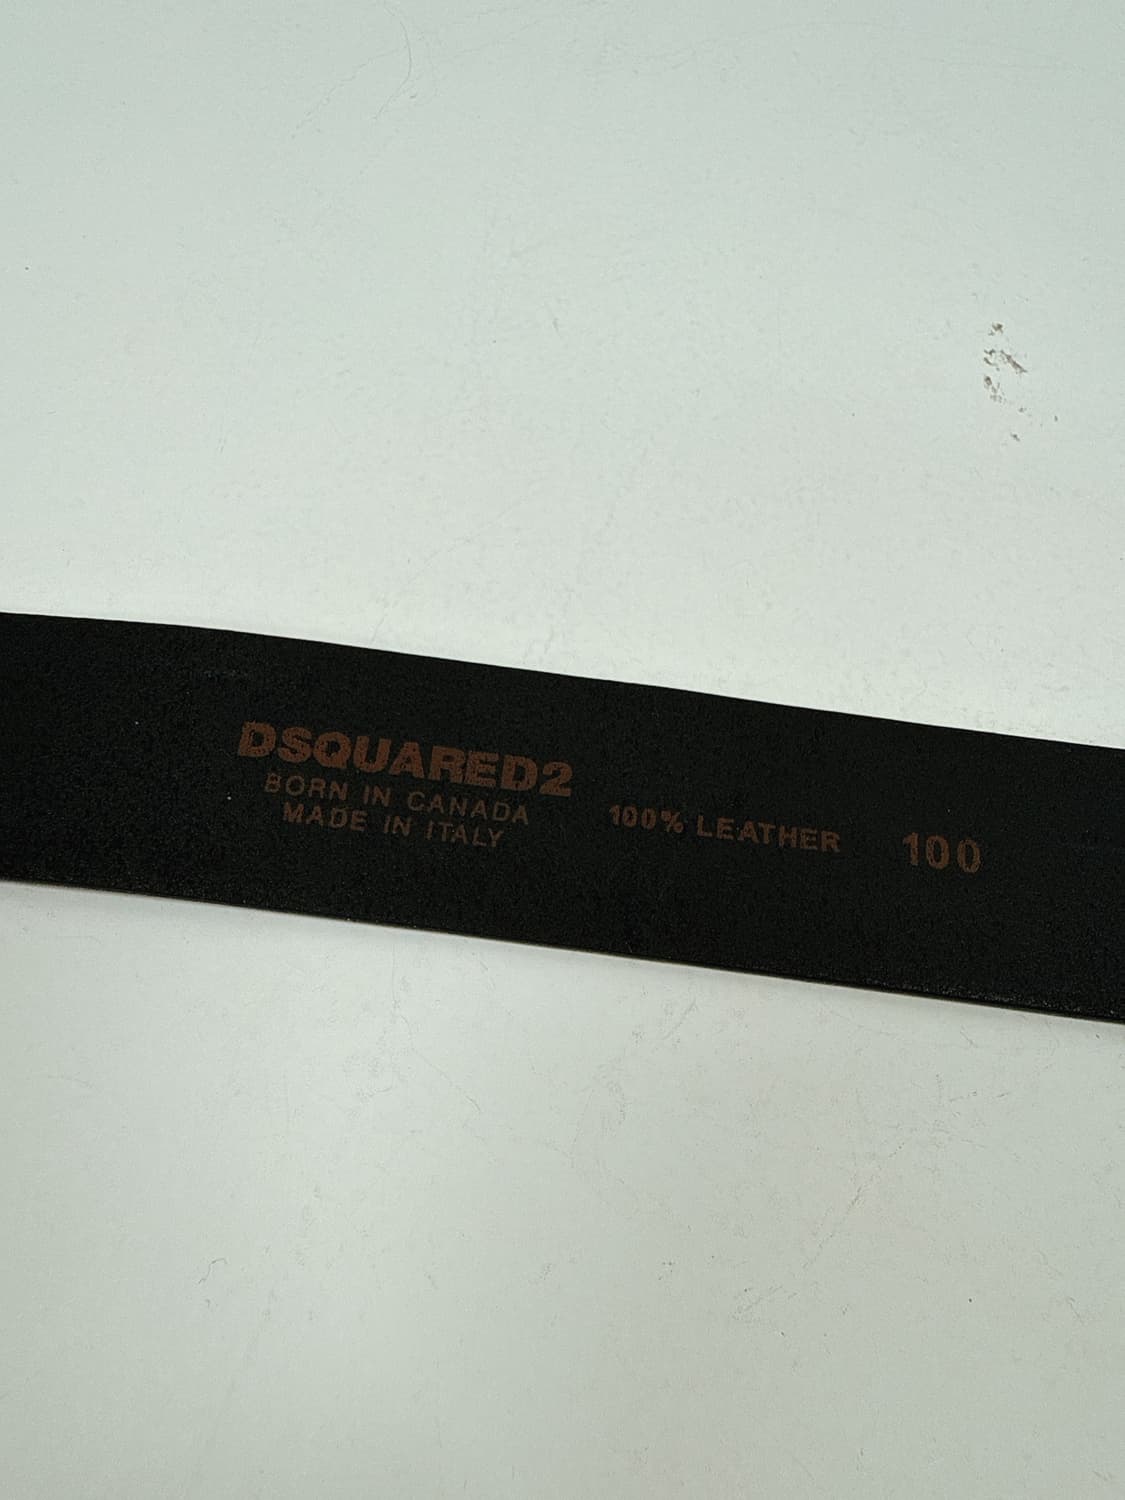 DSQUARED2
BORN IN CANADA
MADE IN ITALY
100% LEATHER
100